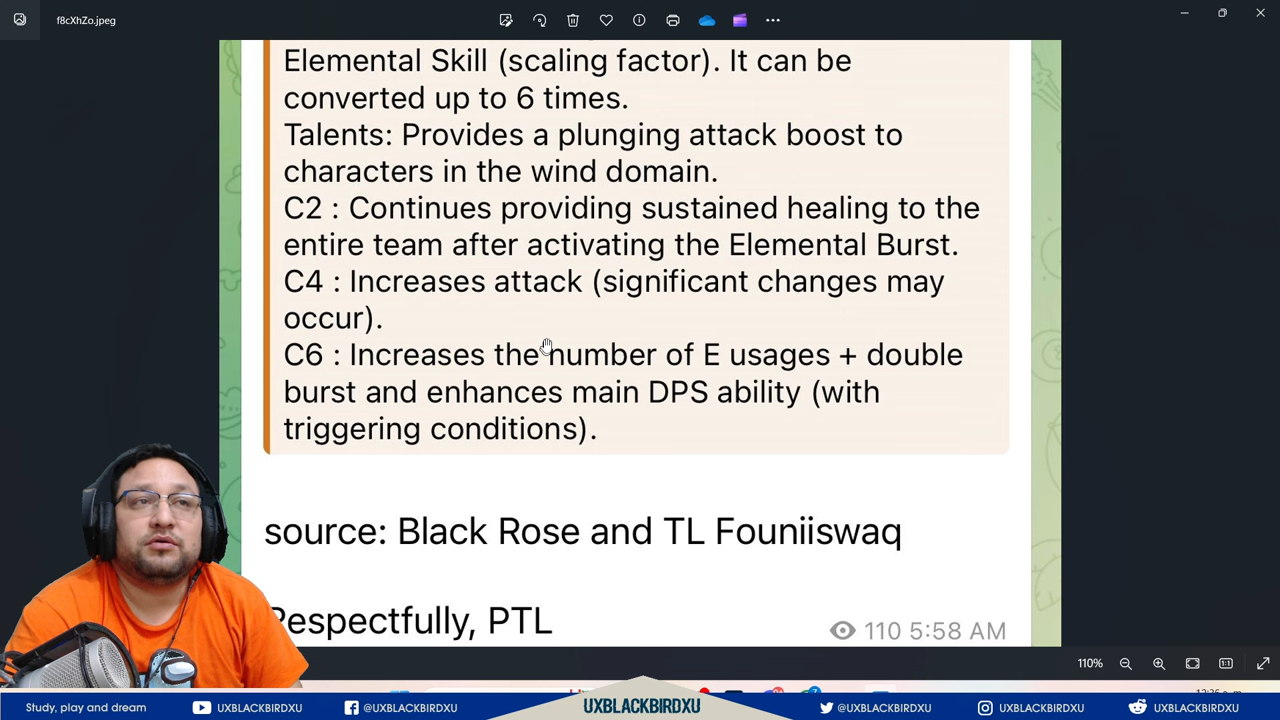 f8cXhZo.jpeg
Elemental Skill (scaling factor). It can be
converted up to 6 times.
Talents: Provides a plunging attack boost to
characters in the wind domain.
C2 : Continues providing sustained healing to the
entire team after activating the Elemental Burst.
C4 : Increases attack (significant changes may
occur).
C6 : Increases the number of E usages + double
burst and enhances main DPS ability (with
triggering conditions).
source: Black Rose and TL Founiiswaq
Respectfully, PTL
110 5:58 AM
110%
1:1
Study, play and dream
UXBLACKBIRDXU
@UXBLACKBIRDXU
UXBLACKBIRDXU
@UXBLACKBIRDXU
UXBLACKBIRDXU
UXBLACKBIRDXU